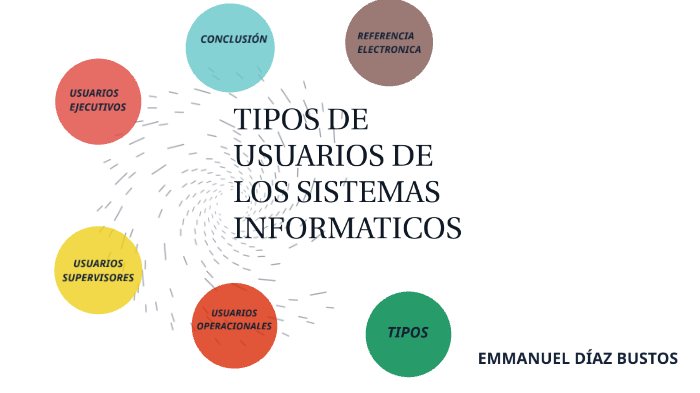 CONCLUSIÓN
REFERENCIA
ELECTRONICA
USUARIOS
EJECUTIVOS
TIPOS DE
USUARIOS DE
LOS SISTEMAS
INFORMATICOS
USUARIOS
SUPERVISORES
USUARIOS
OPERACIONALES
TIPOS
EMMANUEL DÍAZ BUSTOS